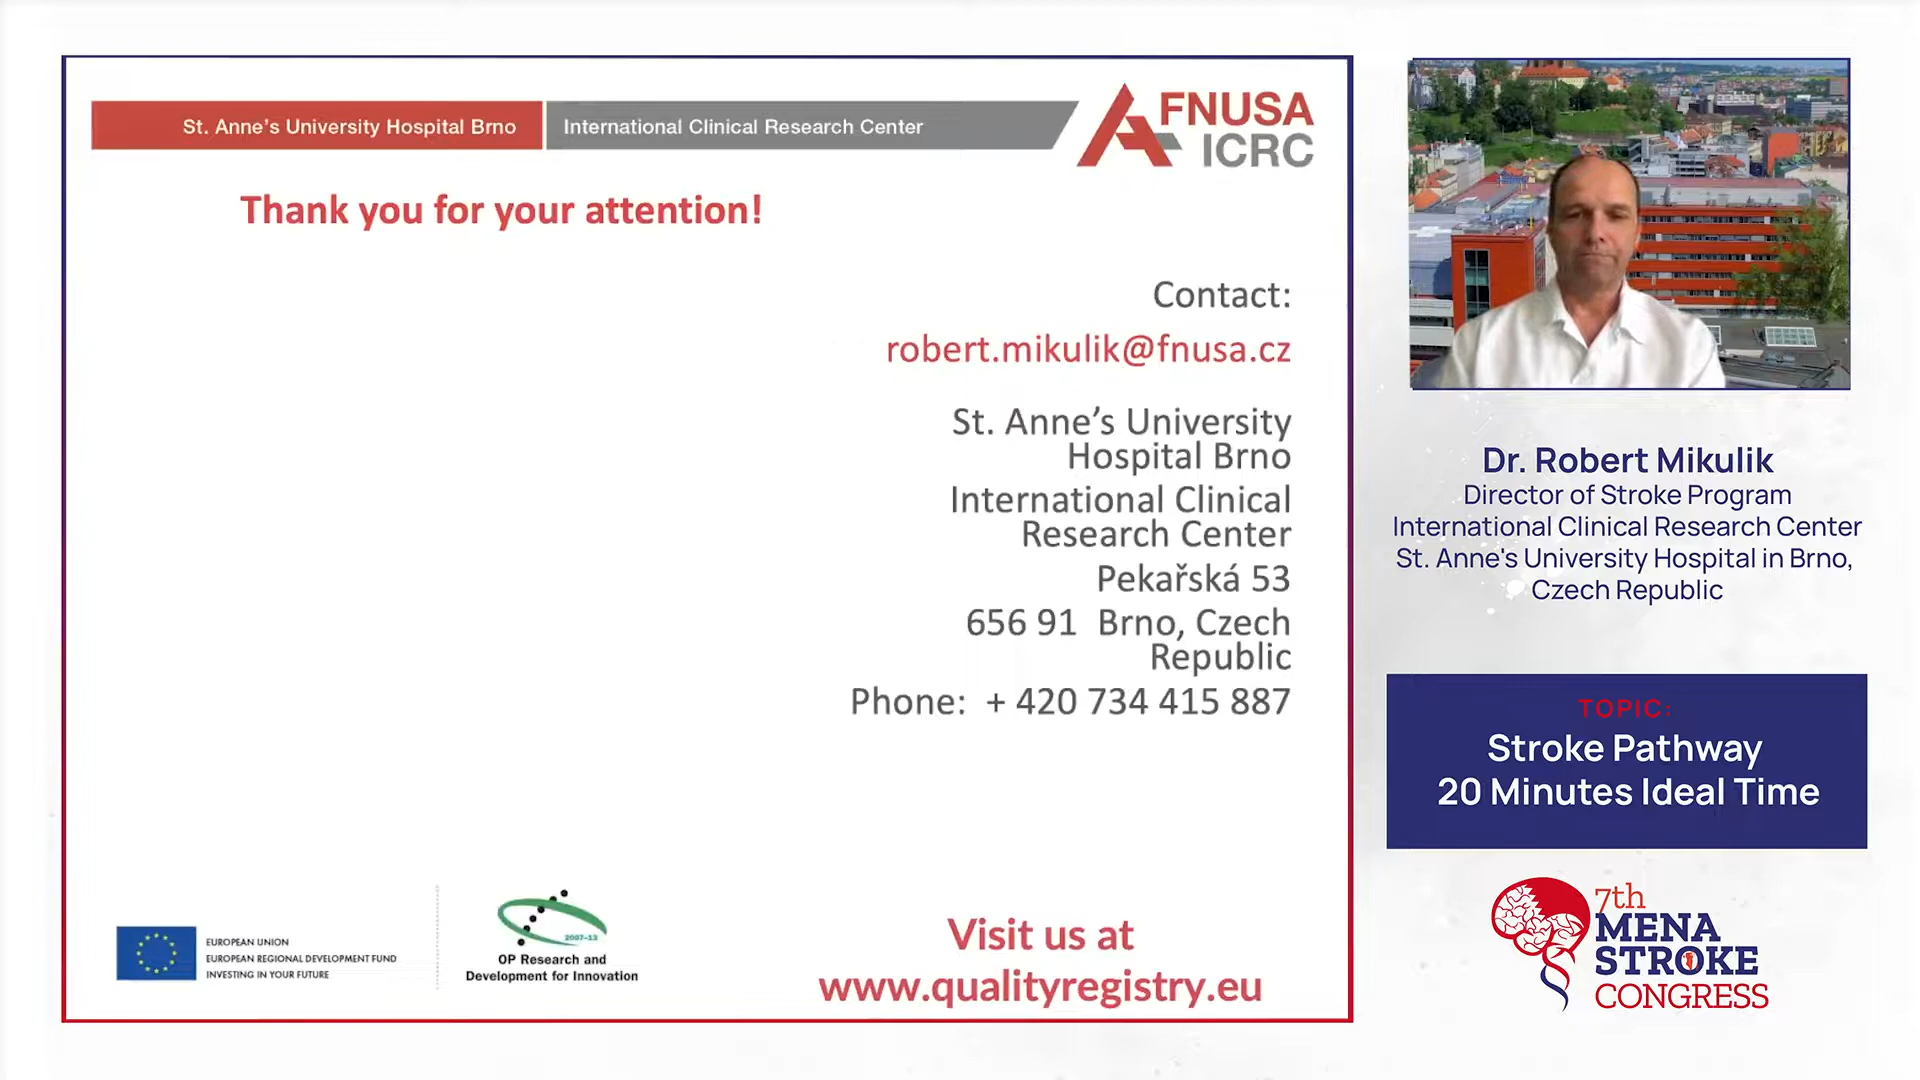 St. Anne's University Hospital Brno
International Clinical Research Center
FNUSA
ICRC
Thank you for your attention!
Contact:
robert.mikulik@fnusa.cz
St. Anne's University
Hospital Brno
International Clinical
Research Center
Pekařská 53
656 91 Brno, Czech
Republic
Phone: + 420 734 415 887
EUROPEAN UNION
EUROPEAN REGIONAL DEVELOPMENT FUND
INVESTING IN YOUR FUTURE
2007-13
OP Research and
Development for Innovation
Visit us at
www.qualityregistry.eu
Dr. Robert Mikulik
Director of Stroke Program
International Clinical Research Center
St. Anne's University Hospital in Brno,
Czech Republic
TOPIC:
Stroke Pathway
20 Minutes Ideal Time
7th
MENA
STROKE
CONGRESS